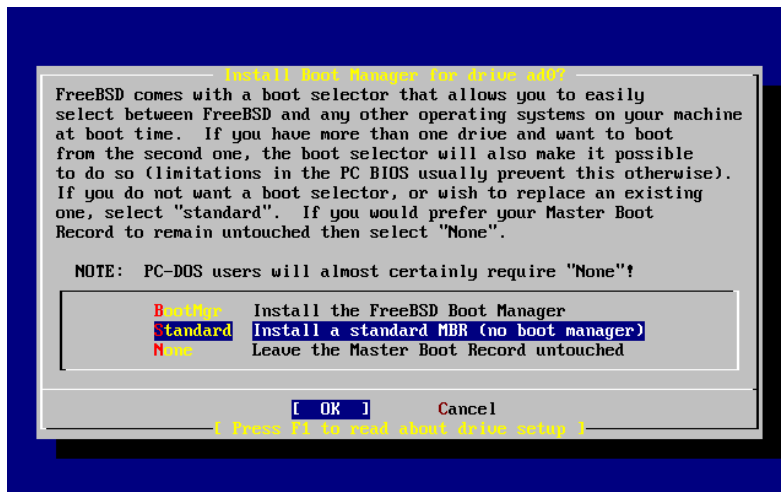 Install Boot Manager for drive ad0?
FreeBSD comes with a boot selector that allows you to easily
select between FreeBSD and any other operating systems on your machine
at boot time.  If you have more than one drive and want to boot
from the second one, the boot selector will also make it possible
to do so (limitations in the PC BIOS usually prevent this otherwise).
If you do not want a boot selector, or wish to replace an existing
one, select "standard".  If you would prefer your Master Boot
Record to remain untouched then select "None".
NOTE:  PC-DOS users will almost certainly require "None"!
BootMgr Install the FreeBSD Boot Manager
Standard Install a standard MBR (no boot manager)
None Leave the Master Boot Record untouched
[ OK ] Cancel
[ Press F1 to read about drive setup ]